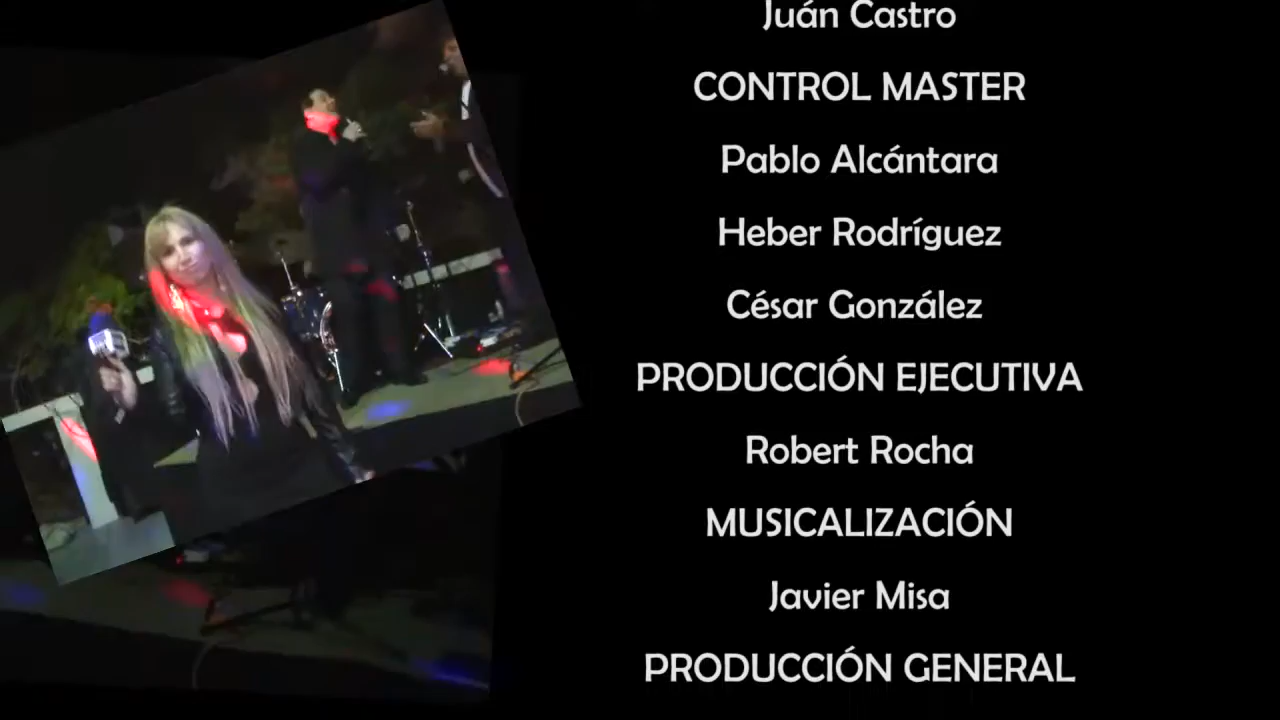 Juán Castro
CONTROL MASTER
Pablo Alcántara
Heber Rodríguez
César González
PRODUCCIÓN EJECUTIVA
Robert Rocha
MUSICALIZACIÓN
Javier Misa
PRODUCCIÓN GENERAL